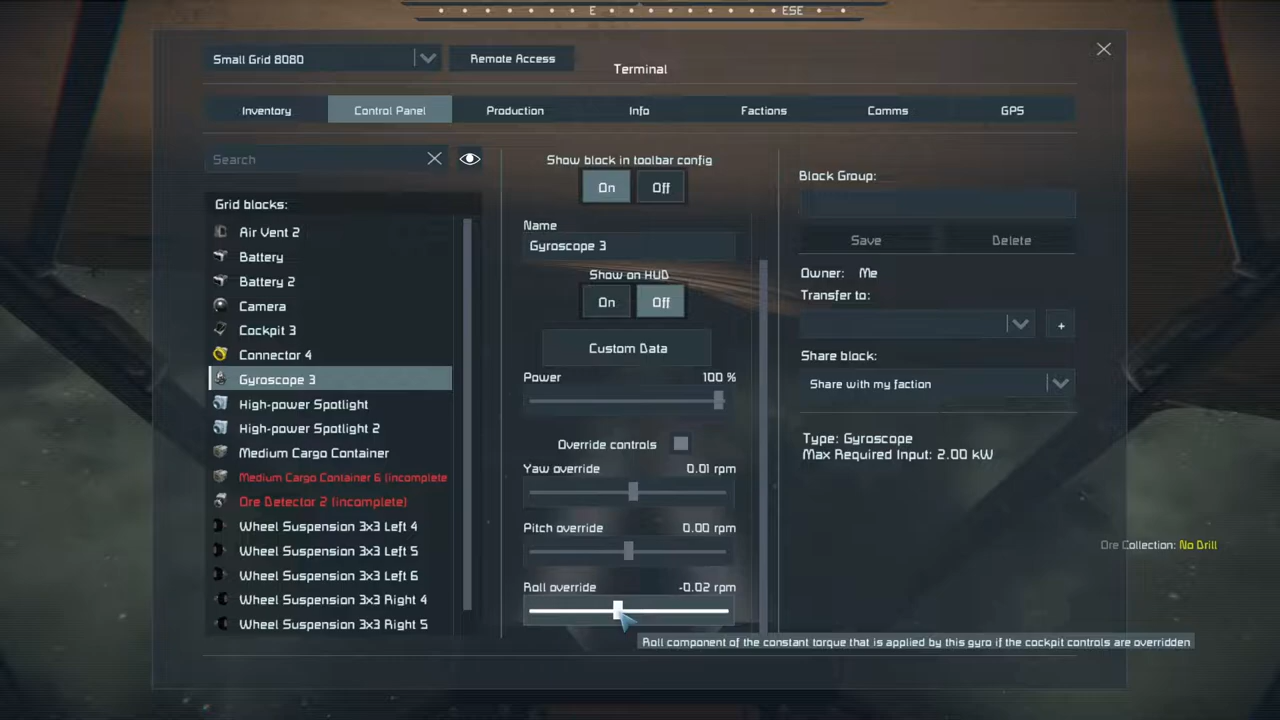 E
ESE
Small Grid 8080
Remote Access
Terminal
Inventory
Control Panel
Production
Info
Factions
Comms
GPS
Search
Grid blocks:
Air Vent 2
Battery
Battery 2
Camera
Cockpit 3
Connector 4
Gyroscope 3
High-power Spotlight
High-power Spotlight 2
Medium Cargo Container
Medium Cargo Container 6 (incomplete
Ore Detector 2 (incomplete)
Wheel Suspension 3x3 Left 4
Wheel Suspension 3x3 Left 5
Wheel Suspension 3x3 Left 6
Wheel Suspension 3x3 Right 4
Wheel Suspension 3x3 Right 5
Show block in toolbar config
On
Off
Name
Gyroscope 3
Show on HUD
On
Off
Custom Data
Power 100 %
Override controls
Yaw override 0.01 rpm
Pitch override 0.00 rpm
Roll override -0.02 rpm
Roll component of the constant torque that is applied by this gyro if the cockpit controls are overridden
Block Group:
Save
Delete
Owner: Me
Transfer to:
+
Share block:
Share with my faction
Type: Gyroscope
Max Required Input: 2.00 kW
Ore Collection: No Drill